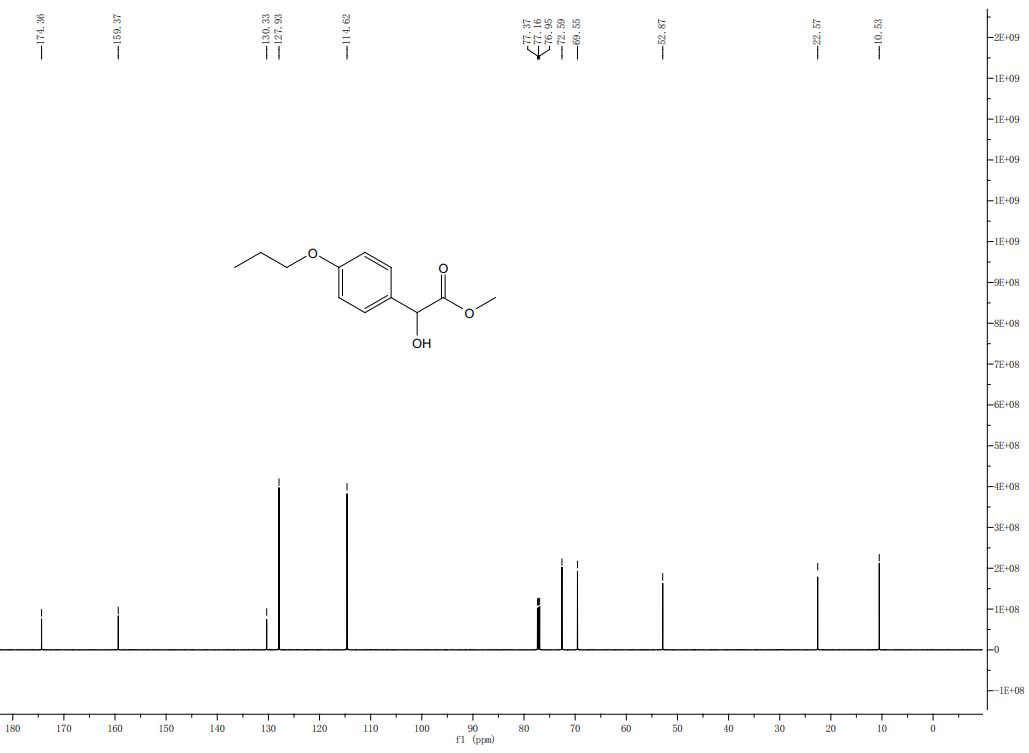 174.36
159.37
130.33
127.93
114.62
77.37
77.16
76.95
72.59
69.55
52.87
22.57
10.53
2E+09
1E+09
1E+09
1E+09
1E+09
1E+09
9E+08
8E+08
7E+08
6E+08
5E+08
4E+08
3E+08
2E+08
1E+08
0
-1E+08
O
O
O
OH
180 170 160 150 140 130 120 110 100 90 80 70 60 50 40 30 20 10 0
f1 (ppm)